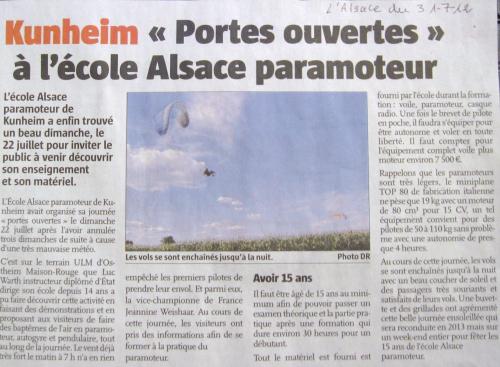 L'Alsace du 31-7-12
Kunheim « Portes ouvertes »
à l'école Alsace paramoteur
L'école Alsace
paramoteur de
Kunheim a enfin trouvé
un beau dimanche, le
22 juillet pour inviter le
public à venir découvrir
son enseignement
et son matériel.
L'École Alsace paramoteur de Kun-
heim avait organisé sa journée
« portes ouvertes » le dimanche
22 juillet après l'avoir annulée
trois dimanches de suite à cause
d'une très mauvaise météo.
C'est sur le terrain ULM d'Os-
theim Maison-Rouge que Luc
Warth instructeur diplômé d'État
dirigeant son école depuis 14 ans a
pu faire découvrir cette activité en
faisant des démonstrations et en
proposant aux visiteurs de faire
des baptêmes de l'air en paramo-
teur, autogyre et pendulaire, tout
au long de la journée. Le vent déjà
très fort le matin à 7 h n'a en rien
Les vols se sont enchaînés jusqu'à la nuit.
Photo DR
empêché les premiers pilotes de
prendre leur envol. Et parmi eux,
la vice-championne de France
Jeaninne Weishaar. Au cours de
cette journée, les visiteurs ont
pris des informations afin de se
former à la pratique du
paramoteur.
Avoir 15 ans
Il faut être âgé de 15 ans au mini-
mum afin de pouvoir passer un
examen théorique et la partie
pratique après une formation qui
dure environ 30 heures pour un
débutant.
Tout le matériel est fourni est
fourni par l'école durant la forma-
tion : voile, paramoteur, casque
radio. Une fois le brevet de pilote
en poche, il faudra s'équiper pour
être autonome et voler en toute
liberté. Il faut compter pour
l'équipement complet voile plus
moteur environ 7 500 €.
Rappelons que les paramoteurs
sont très légers, le miniplane
TOP 80 de fabrication italienne
ne pèse que 19 kg avec un moteur
de 80 cm³ pour 15 CV, un tel
équipement convient pour des
pilotes de 50 à 110 kg sans problème
avec une autonomie de presque
4 heures.
Au cours de cette journée, les vols
se sont enchaînés jusqu'à la nuit
avec un beau coucher de soleil et
des passagers très souriants et
satisfaits de leurs vols. Une buvet-
te et des grillades ont agrémenté
cette belle journée ensoleillée qui
sera reconduite en 2013 mais sur
un week-end entier pour fêter les
15 ans de l'École Alsace
paramoteur.